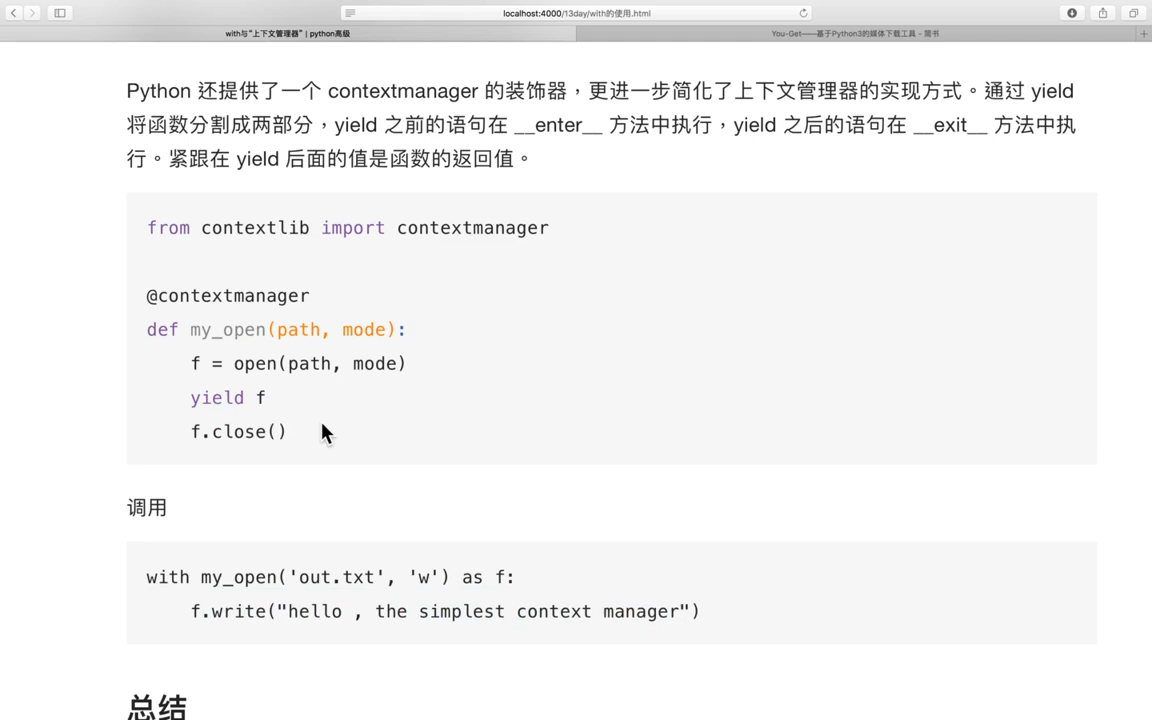 localhost:4000/13day/with的使用.html
with与“上下文管理器” | python高级
You-Get——基于Python3的媒体下载工具 - 简书
Python 还提供了一个 contextmanager 的装饰器，更进一步简化了上下文管理器的实现方式。通过 yield
将函数分割成两部分，yield 之前的语句在 __enter__ 方法中执行，yield 之后的语句在 __exit__ 方法中执
行。紧跟在 yield 后面的值是函数的返回值。
from contextlib import contextmanager
@contextmanager
def my_open(path, mode):
    f = open(path, mode)
    yield f
    f.close()
调用
with my_open('out.txt', 'w') as f:
    f.write("hello , the simplest context manager")
总结